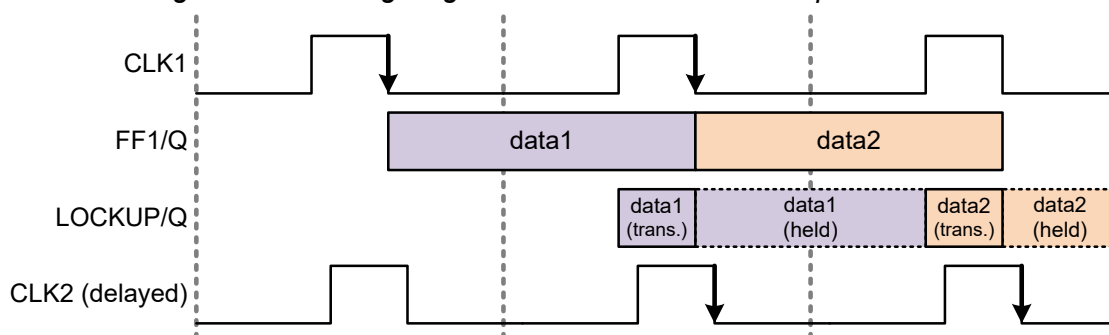 CLK1
FF1/Q
data1
data2
LOCKUP/Q
data1
(trans.)
data1
(held)
data2
(trans.)
data2
(held)
CLK2 (delayed)